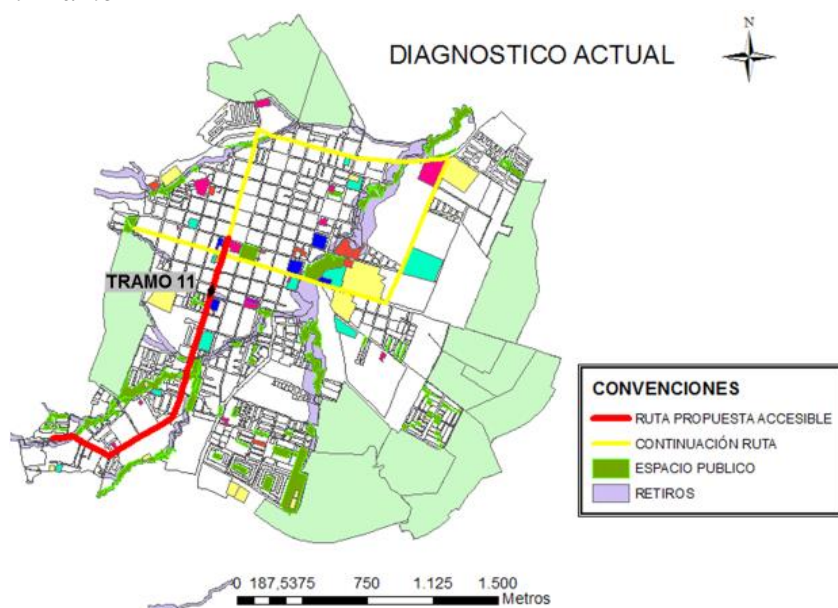 DIAGNOSTICO ACTUAL
N
TRAMO 11
CONVENCIONES
RUTA PROPUESTA ACCESIBLE
CONTINUACIÓN RUTA
ESPACIO PUBLICO
RETIROS
0 187,5375 750 1.125 1.500
Metros